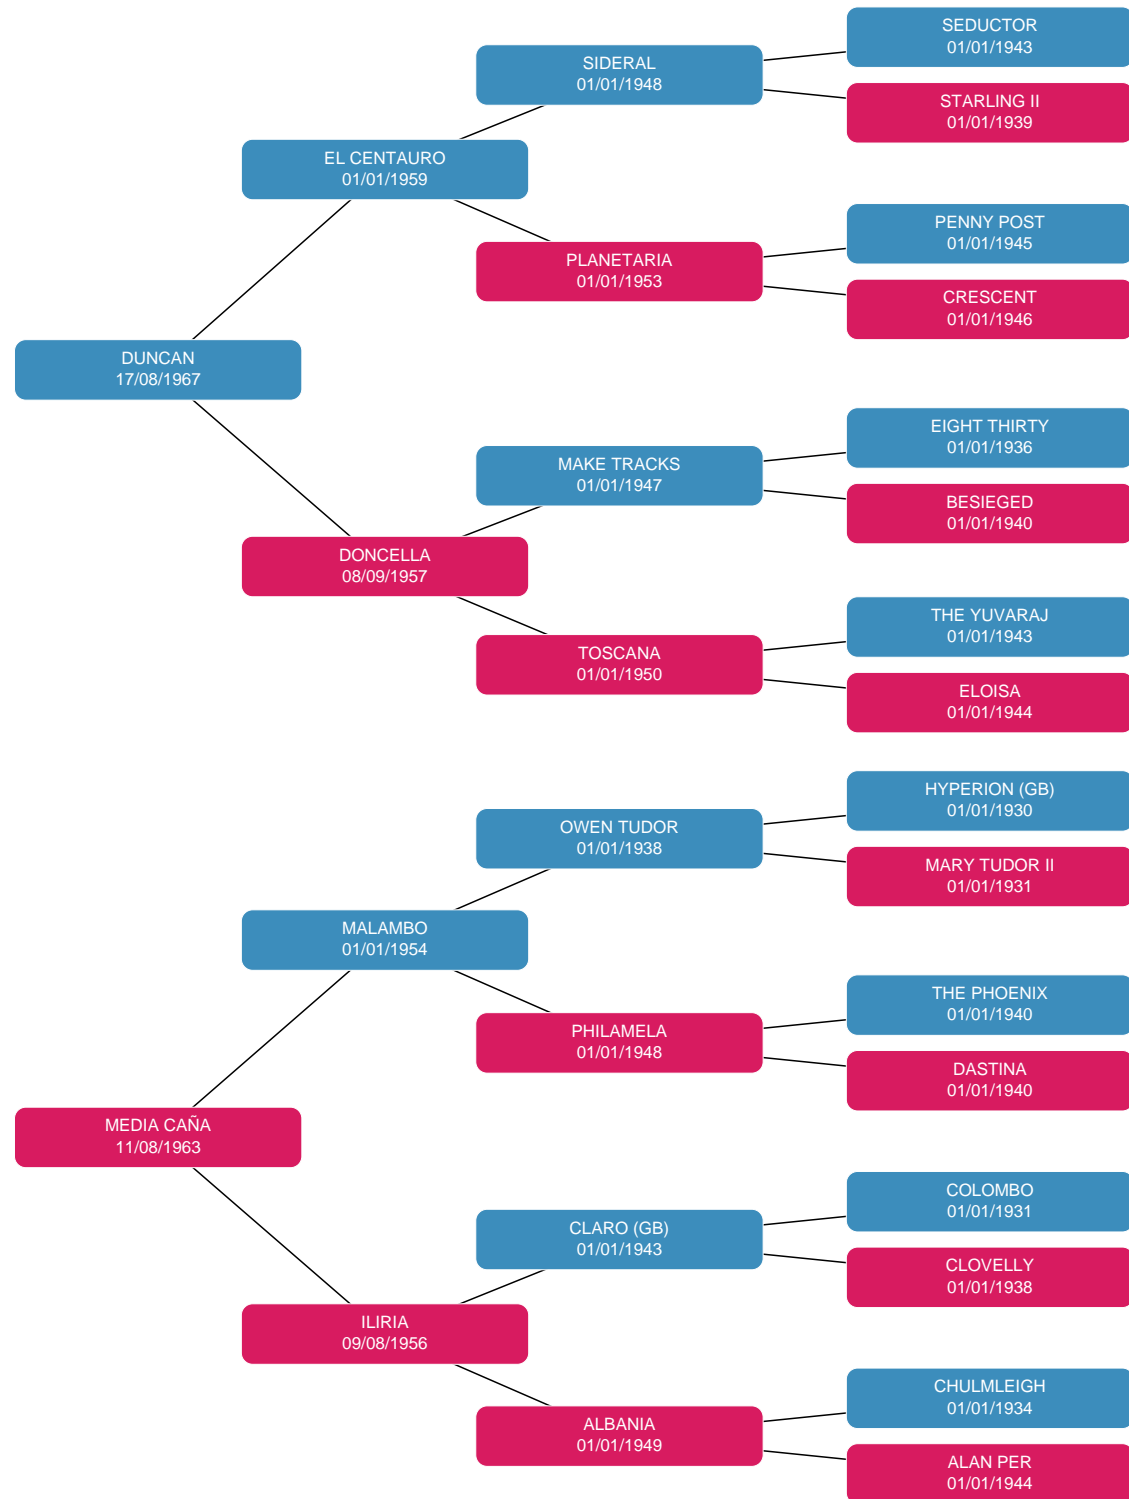 SEDUCTOR
01/01/1943
SIDERAL
01/01/1948
STARLING II
01/01/1939
EL CENTAURO
01/01/1959
PENNY POST
01/01/1945
PLANETARIA
01/01/1953
CRESCENT
01/01/1946
DUNCAN
17/08/1967
EIGHT THIRTY
01/01/1936
MAKE TRACKS
01/01/1947
BESIEGED
01/01/1940
DONCELLA
08/09/1957
THE YUVARAJ
01/01/1943
TOSCANA
01/01/1950
ELOISA
01/01/1944
HYPERION (GB)
01/01/1930
OWEN TUDOR
01/01/1938
MARY TUDOR II
01/01/1931
MALAMBO
01/01/1954
THE PHOENIX
01/01/1940
PHILAMELA
01/01/1948
DASTINA
01/01/1940
MEDIA CAÑA
11/08/1963
COLOMBO
01/01/1931
CLARO (GB)
01/01/1943
CLOVELLY
01/01/1938
ILIRIA
09/08/1956
CHULMLEIGH
01/01/1934
ALBANIA
01/01/1949
ALAN PER
01/01/1944